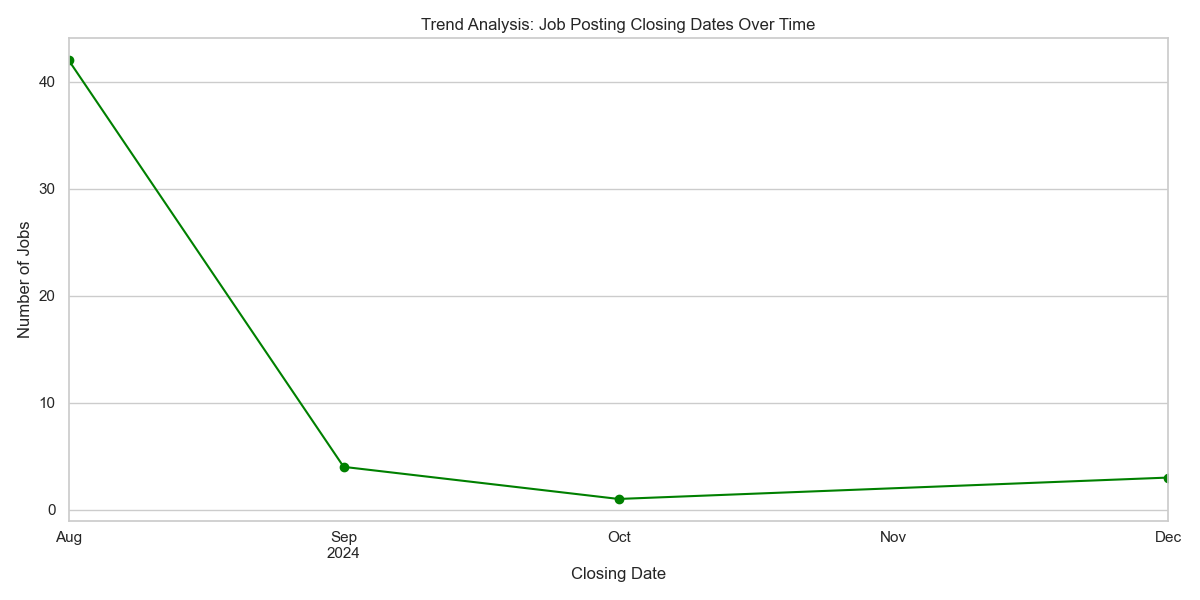 Trend Analysis: Job Posting Closing Dates Over Time
Number of Jobs
40
30
20
10
0
Aug
Sep
2024
Oct
Nov
Dec
Closing Date